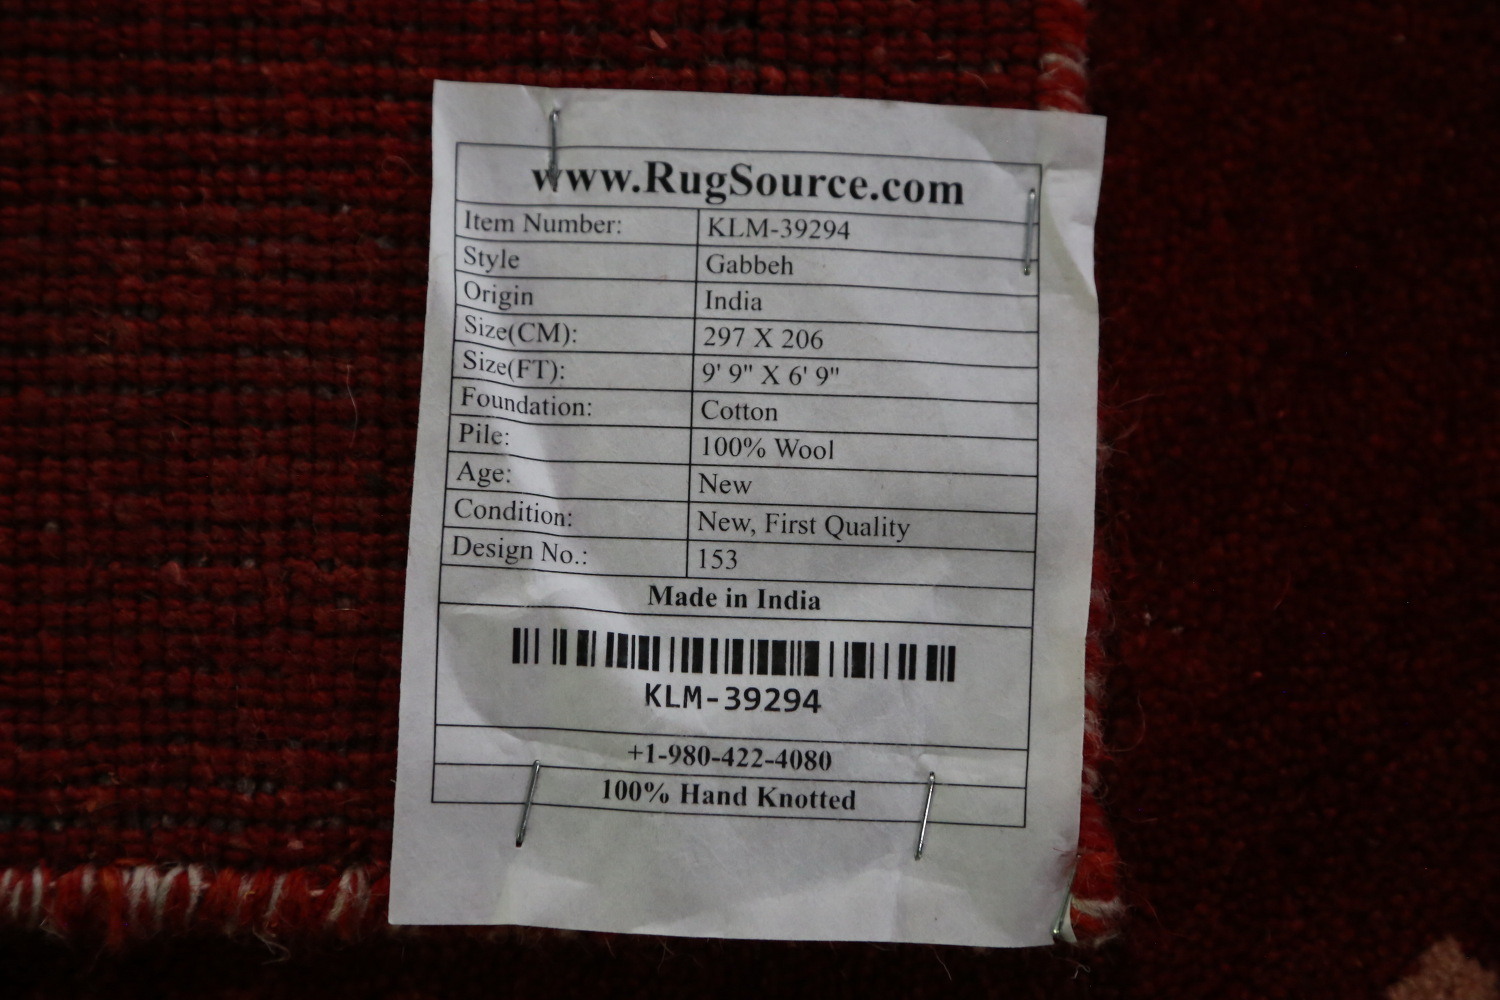 www.RugSource.com
Item Number: KLM-39294
Style Gabbeh
Origin India
Size(CM): 297 X 206
Size(FT): 9' 9" X 6' 9"
Foundation: Cotton
Pile: 100% Wool
Age: New
Condition: New, First Quality
Design No.: 153
Made in India
KLM-39294
+1-980-422-4080
100% Hand Knotted